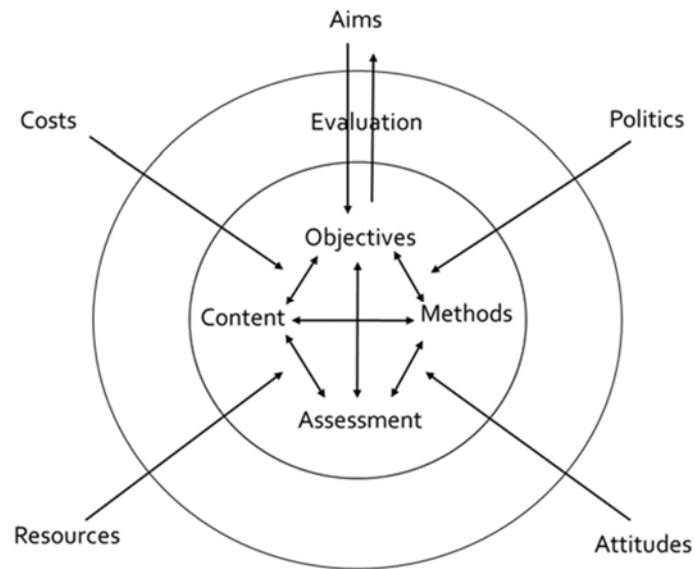 Aims
Costs
Evaluation
Politics
Objectives
Content
Methods
Assessment
Resources
Attitudes